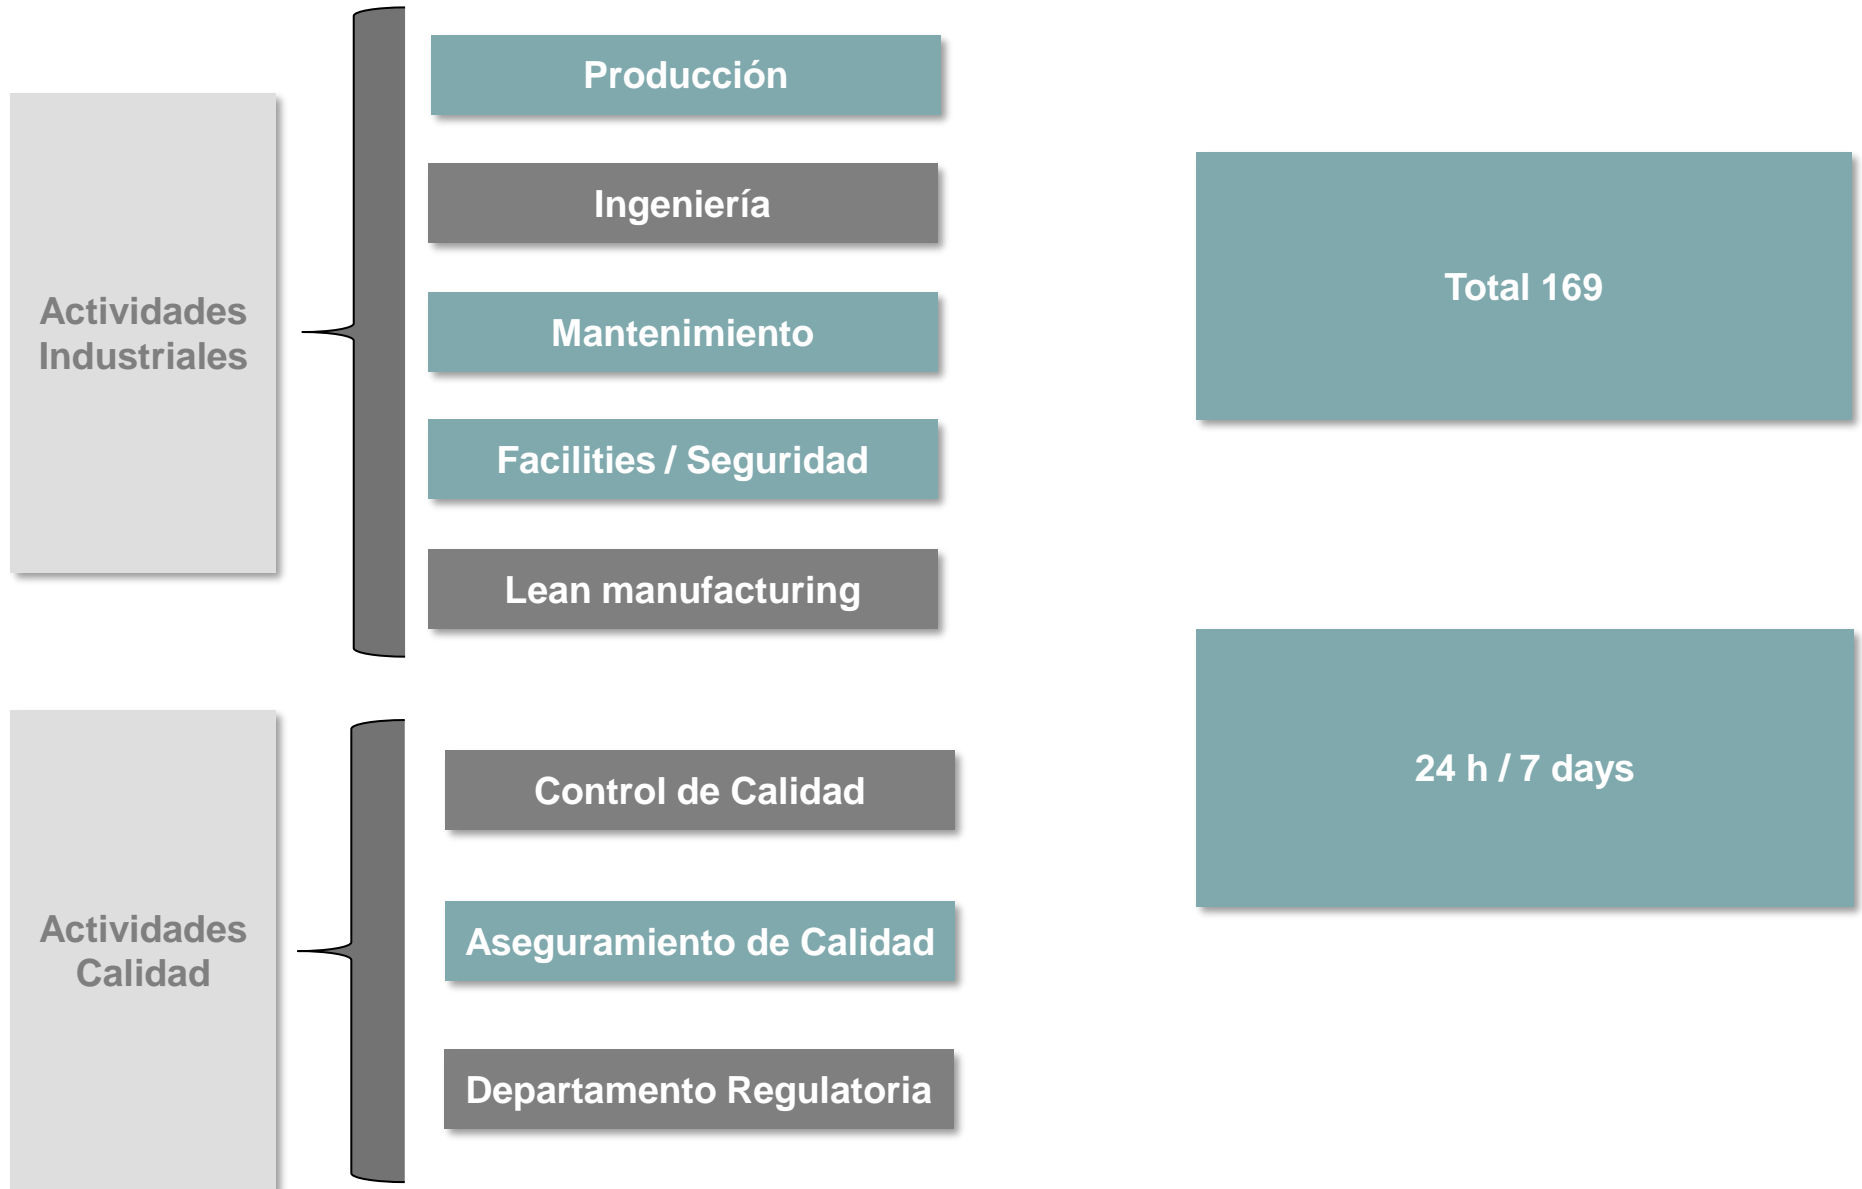 Actividades
Industriales
Producción
Ingeniería
Mantenimiento
Facilities / Seguridad
Lean manufacturing
Actividades
Calidad
Control de Calidad
Aseguramiento de Calidad
Departamento Regulatoria
Total 169
24 h / 7 days